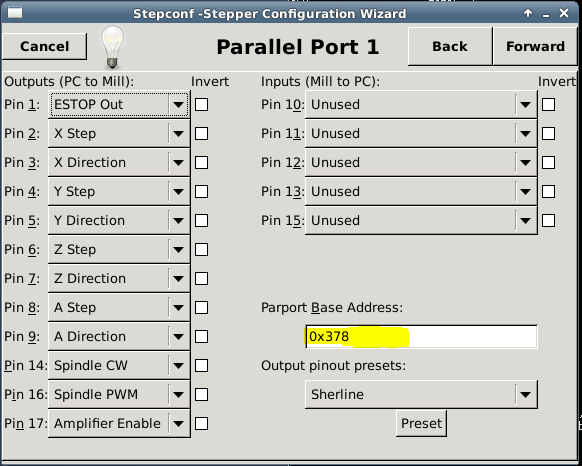 Stepconf -Stepper Configuration Wizard
Cancel
Parallel Port 1
Back
Forward
Outputs (PC to Mill):
Invert
Inputs (Mill to PC):
Invert
Pin 1: ESTOP Out
Pin 10: Unused
Pin 2: X Step
Pin 11: Unused
Pin 3: X Direction
Pin 12: Unused
Pin 4: Y Step
Pin 13: Unused
Pin 5: Y Direction
Pin 15: Unused
Pin 6: Z Step
Pin 7: Z Direction
Pin 8: A Step
Parport Base Address:
Pin 9: A Direction
0x378
Pin 14: Spindle CW
Output pinout presets:
Pin 16: Spindle PWM
Sherline
Pin 17: Amplifier Enable
Preset